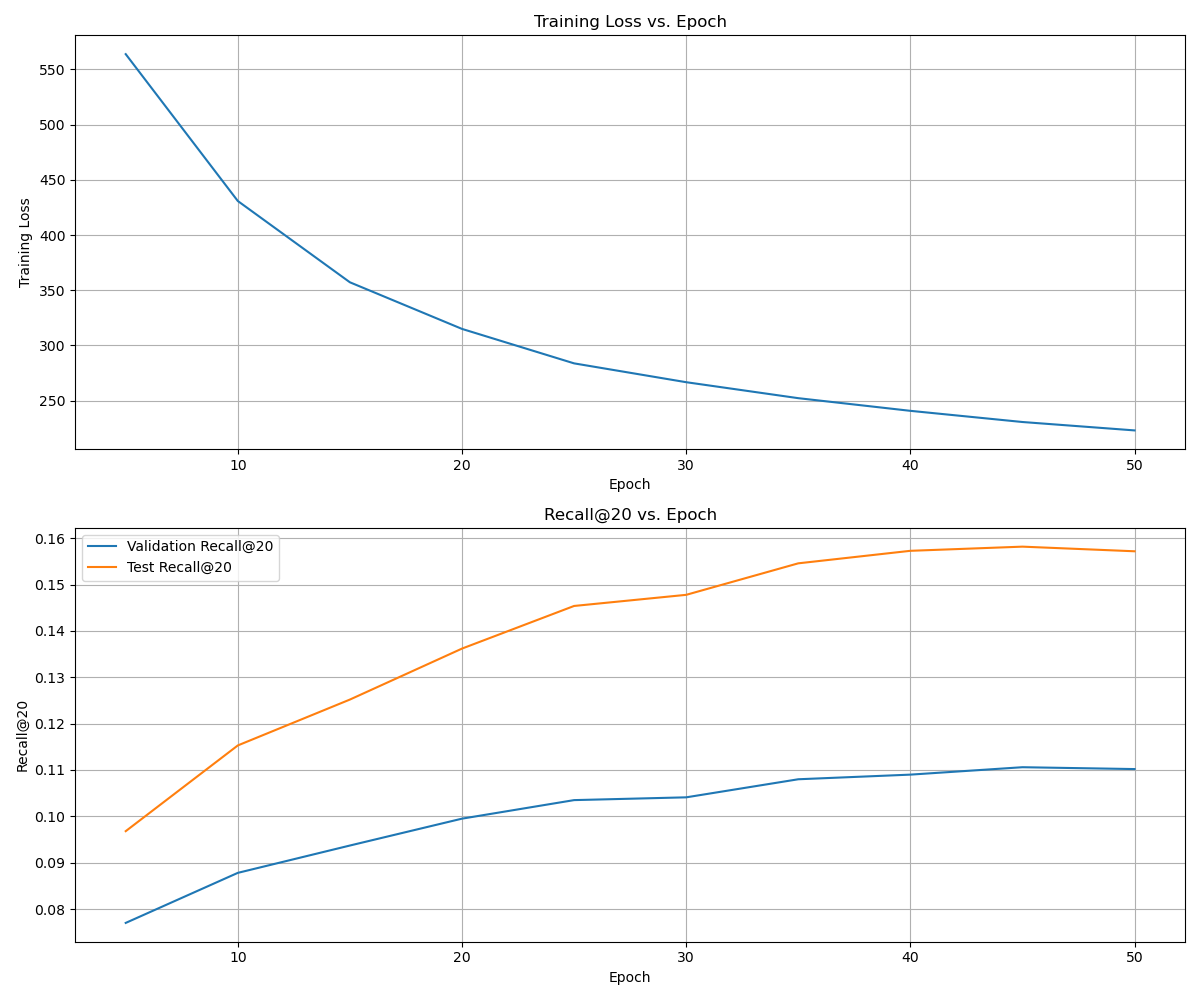 Training Loss vs. Epoch
550
500
450
400
350
300
250
Training Loss
10 20 30 40 50
Epoch
Recall@20 vs. Epoch
Validation Recall@20
Test Recall@20
0.16
0.15
0.14
0.13
0.12
0.11
0.10
0.09
0.08
Recall@20
10 20 30 40 50
Epoch